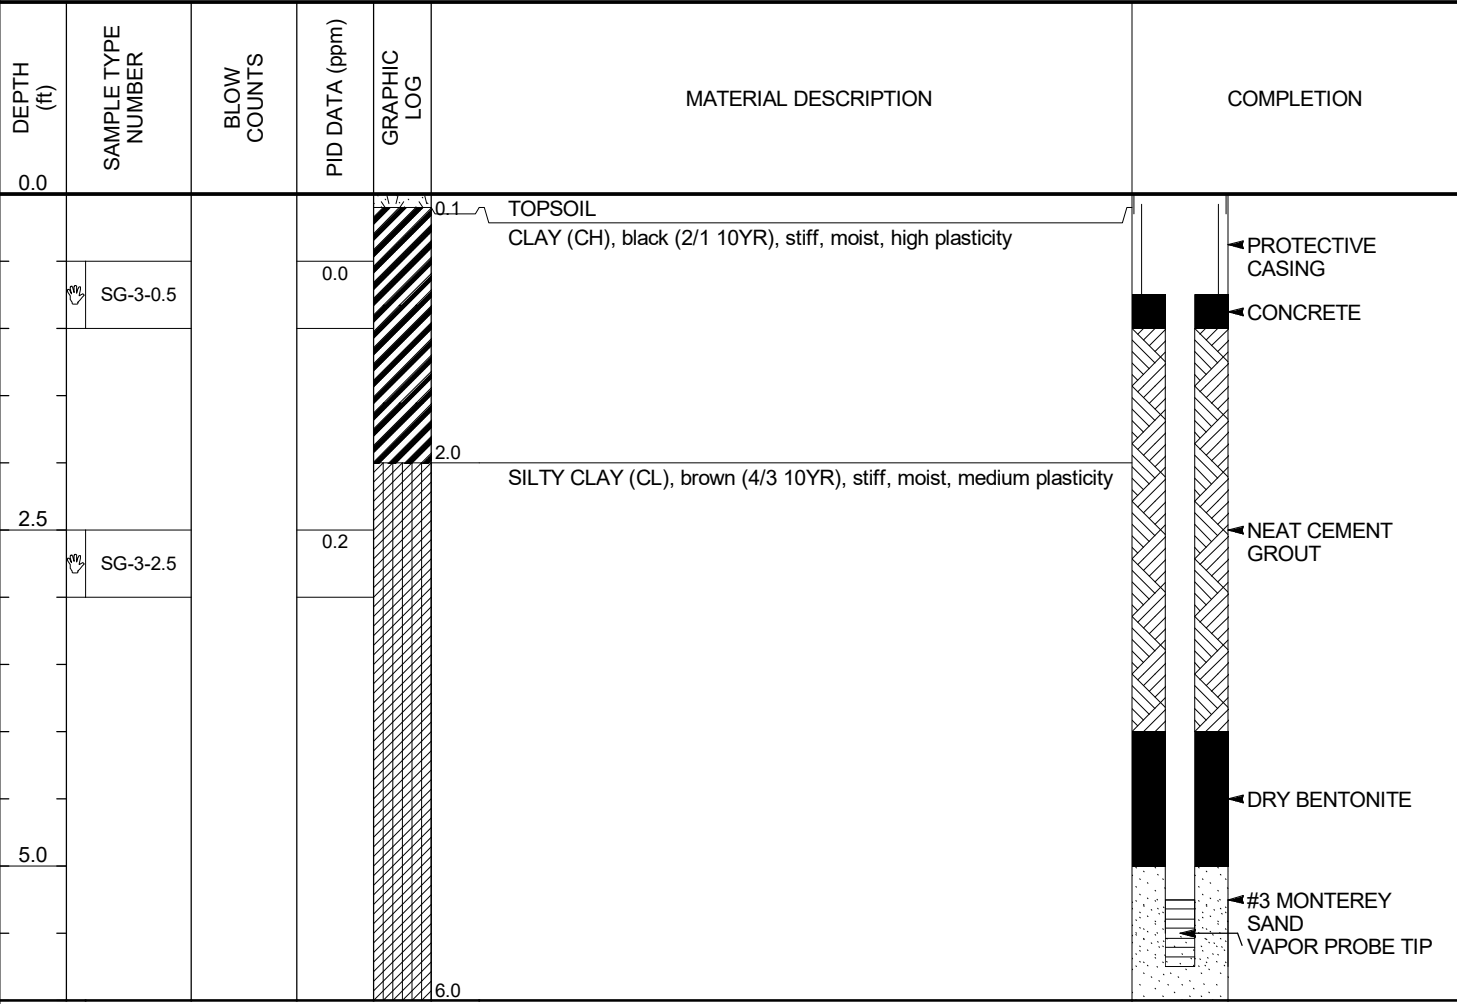 DEPTH
(ft)
SAMPLE TYPE
NUMBER
BLOW
COUNTS
PID DATA (ppm)
GRAPHIC
LOG
MATERIAL DESCRIPTION
COMPLETION
0.0
0.1
TOPSOIL
CLAY (CH), black (2/1 10YR), stiff, moist, high plasticity
PROTECTIVE
CASING
0.0
SG-3-0.5
CONCRETE
2.0
SILTY CLAY (CL), brown (4/3 10YR), stiff, moist, medium plasticity
2.5
0.2
SG-3-2.5
NEAT CEMENT
GROUT
DRY BENTONITE
5.0
#3 MONTEREY
SAND
VAPOR PROBE TIP
6.0